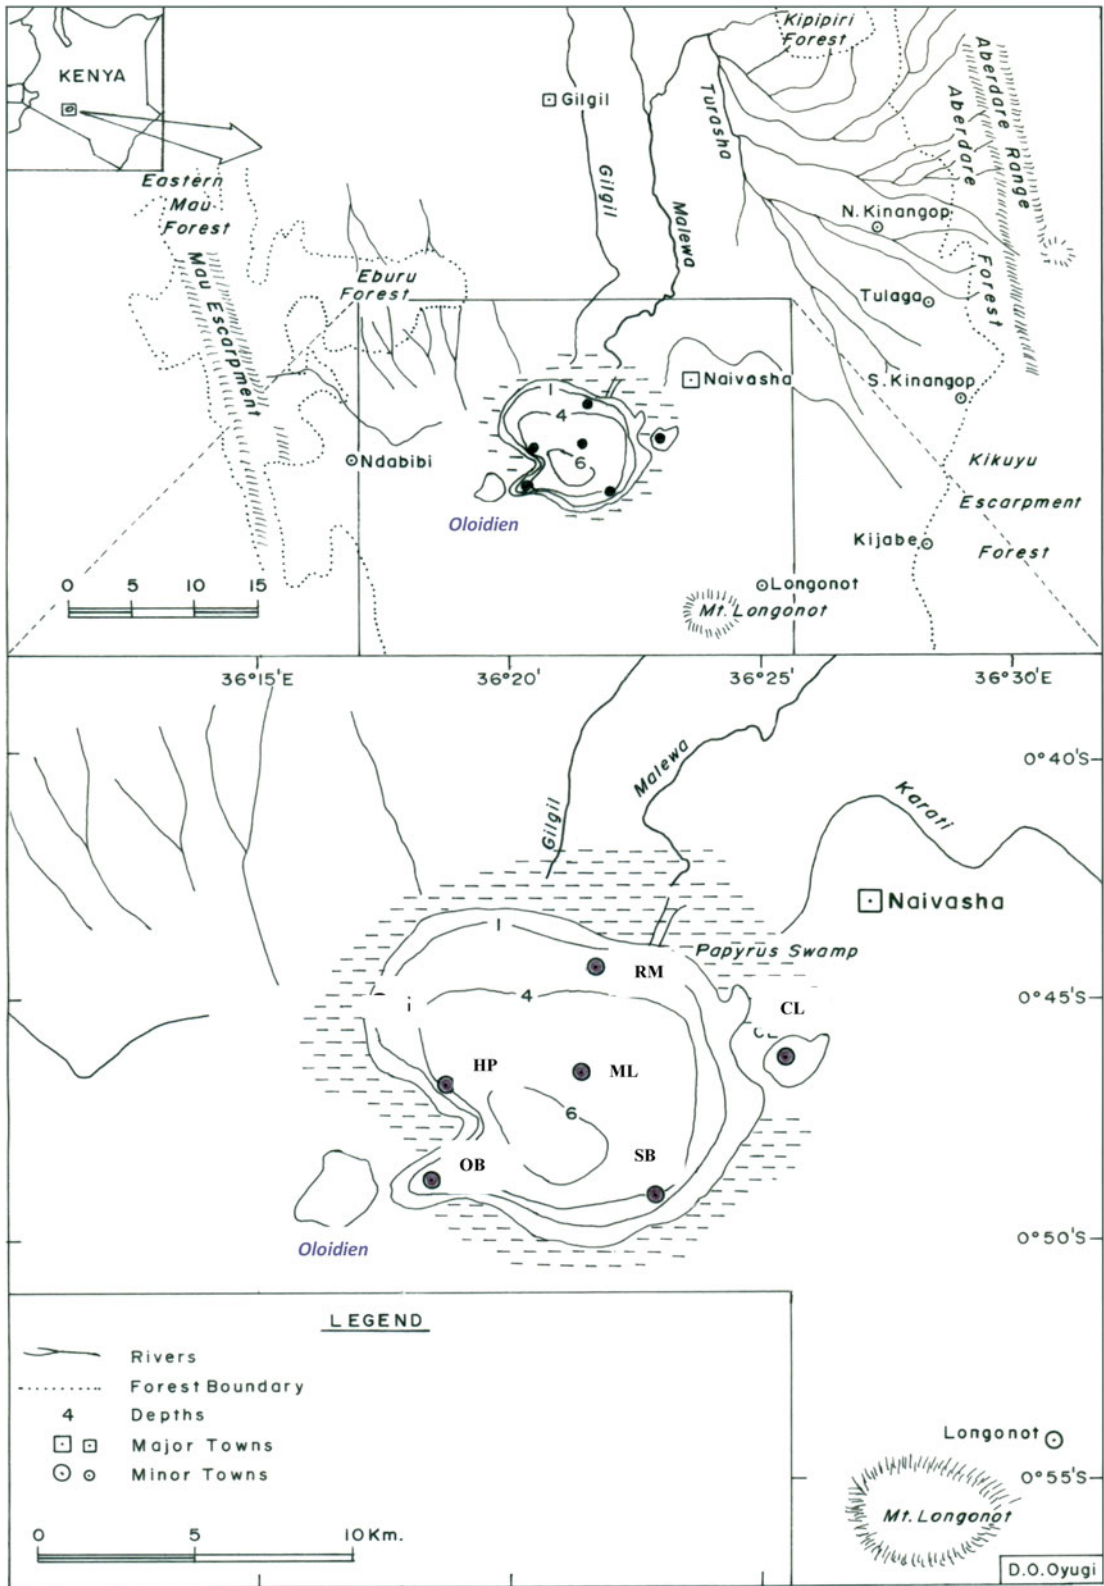 KENYA
Kipipiri
Forest
Gilgil
Turasha
Aberdare Range
Aberdare Forest
Eastern
Mau
Forest
Gilgil
Malewa
N. Kinangop
Mau Escarpment
Eburu
Forest
Tulaga
Naivasha
S. Kinangop
1
4
6
Ndabibi
Kikuyu
Escarpment
Forest
Oloidien
Kijabe
0 5 10 15
Longonot
Mt. Longonot
36°15'E 36°20' 36°25' 36°30'E
0°40'S
Malewa
Gilgil
Karati
Naivasha
1
Papyrus Swamp
RM
0°45'S
4
CL
HP
ML
6
OB
SB
Oloidien
0°50'S
LEGEND
Rivers
Forest Boundary
4 Depths
Major Towns
Minor Towns
Longonot
0°55'S
Mt. Longonot
0 5 10 Km.
D.O.Oyugi